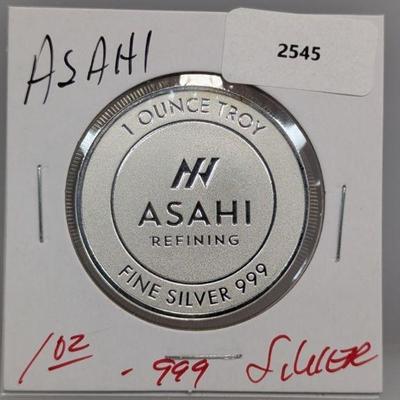 ASAHI
2545
1 OUNCE TROY
ASAHI
REFINING
FINE SILVER 999
1oz .999 SILVER